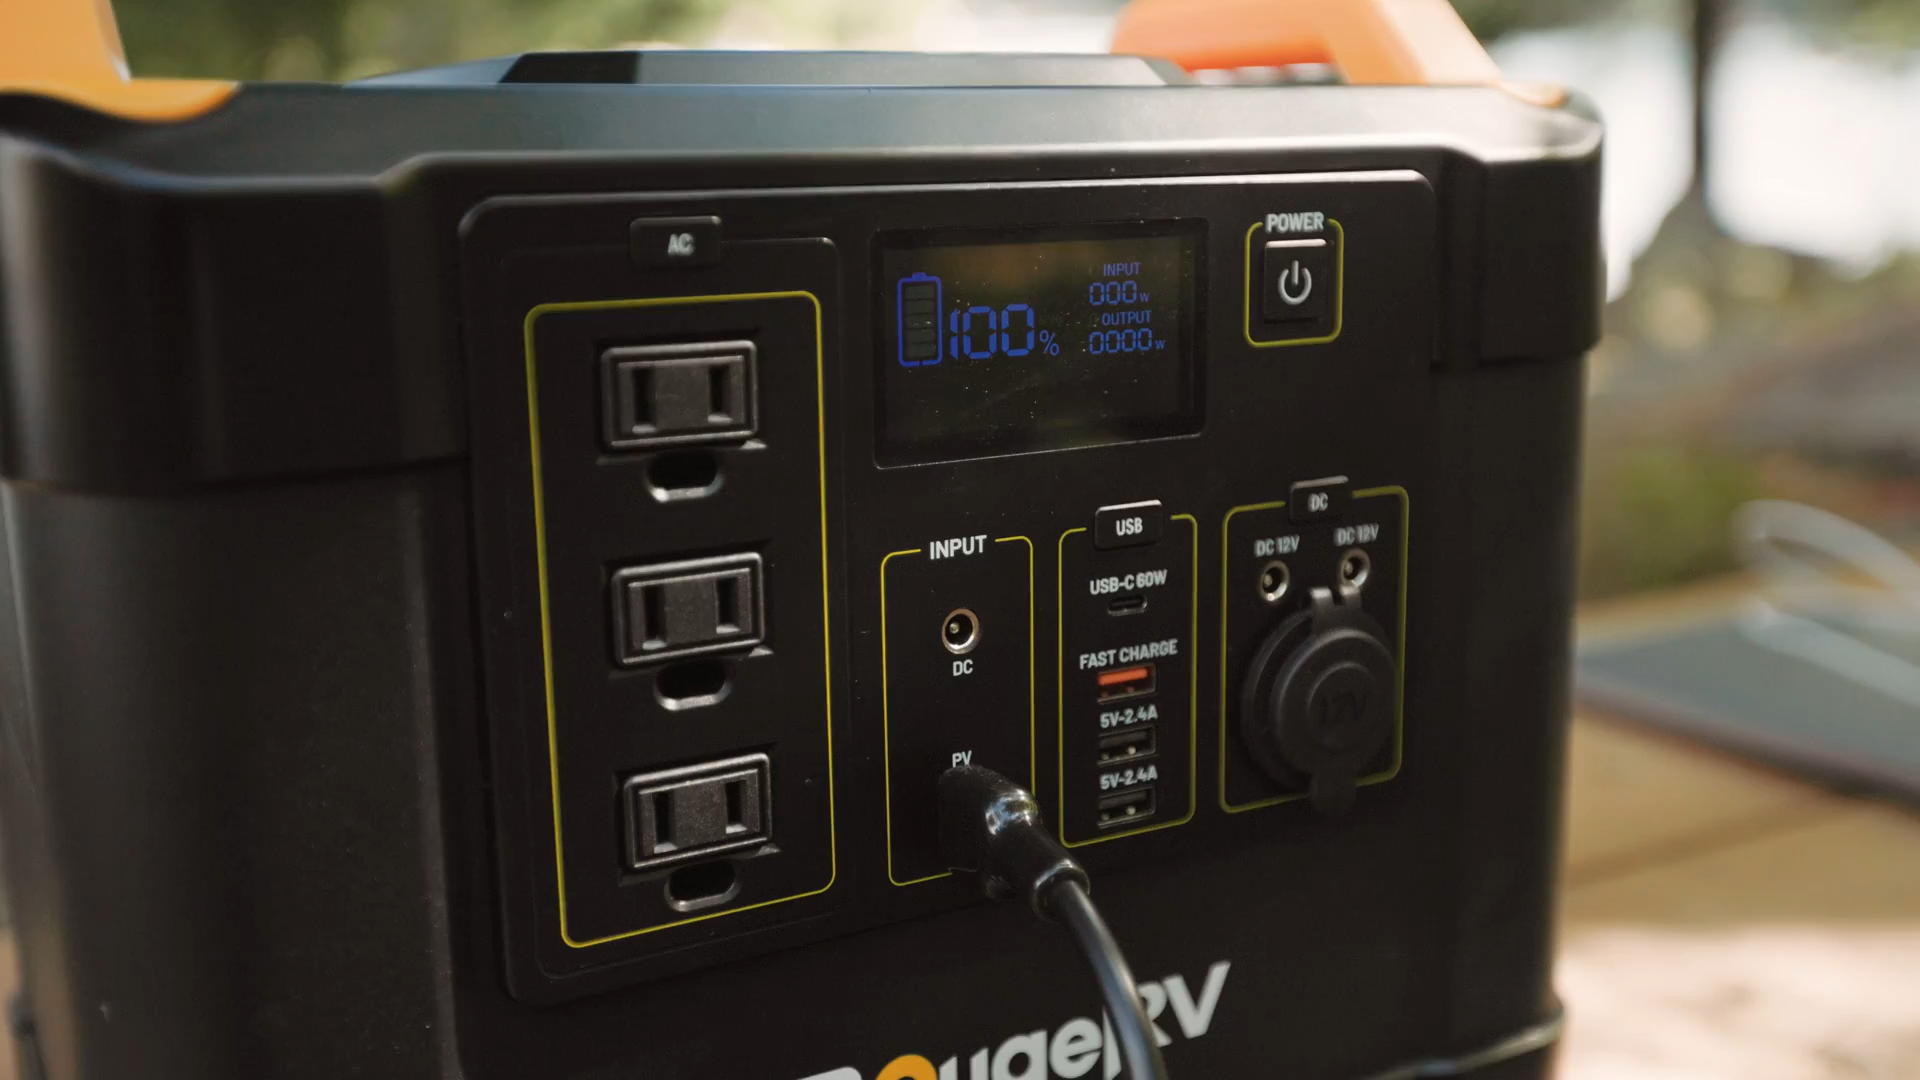 AC
100%
INPUT
000w
OUTPUT
0000w
POWER
INPUT
DC
PV
USB
USB-C 60W
FAST CHARGE
5V-2.4A
5V-2.4A
DC
DC 12V
DC 12V
12V
RougeRV